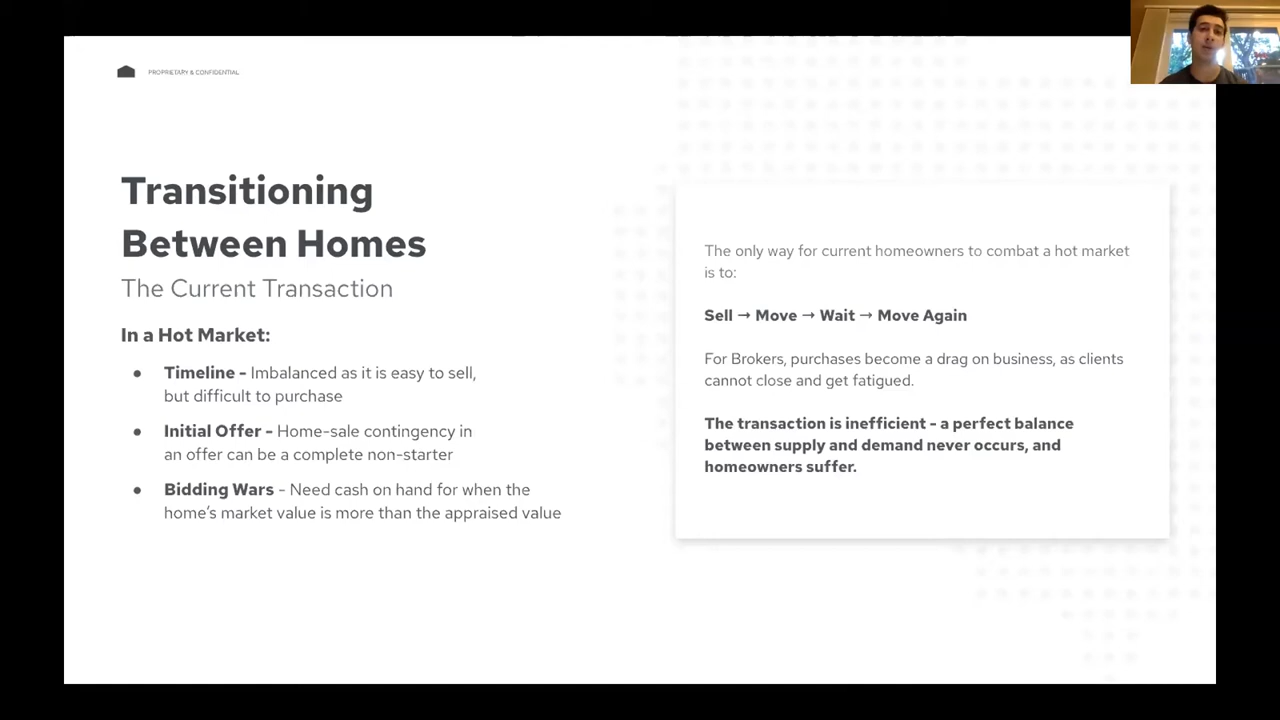 PROPRIETARY & CONFIDENTIAL
Transitioning
Between Homes
The Current Transaction
In a Hot Market:
● Timeline - Imbalanced as it is easy to sell,
but difficult to purchase
● Initial Offer - Home-sale contingency in
an offer can be a complete non-starter
● Bidding Wars - Need cash on hand for when the
home's market value is more than the appraised value
The only way for current homeowners to combat a hot market
is to:
Sell → Move → Wait → Move Again
For Brokers, purchases become a drag on business, as clients
cannot close and get fatigued.
The transaction is inefficient - a perfect balance
between supply and demand never occurs, and
homeowners suffer.